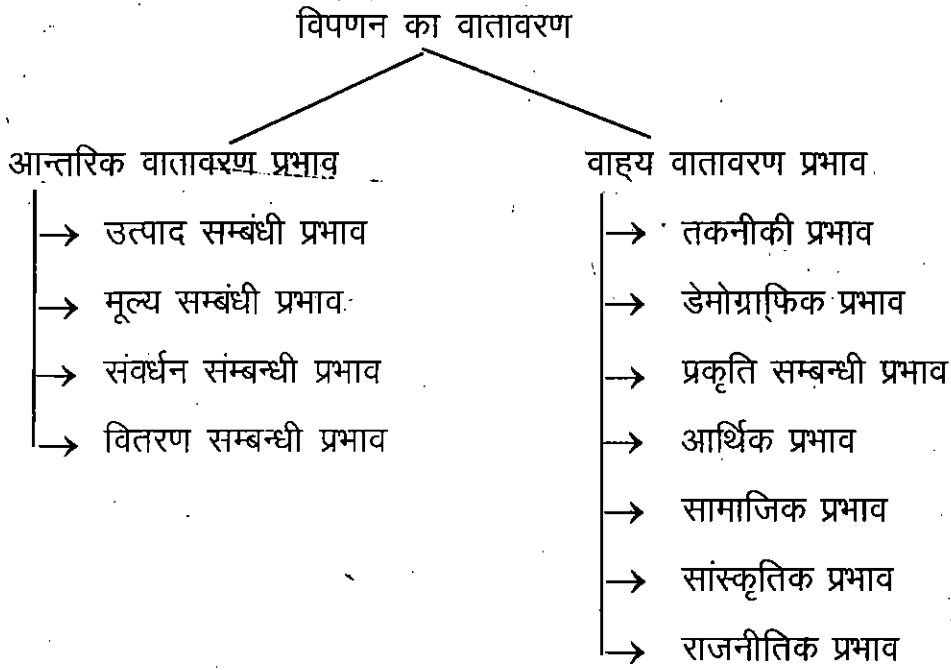 विपणन का वातावरण
आन्तरिक वातावरण प्रभाव
उत्पाद सम्बंधी प्रभाव
मूल्य सम्बंधी प्रभाव
संवर्धन संम्बन्धी प्रभाव
वितरण सम्बन्धी प्रभाव
वाह्य वातावरण प्रभाव
तकनीकी प्रभाव
डेमोग्राफिक प्रभाव
प्रकृति सम्बन्धी प्रभाव
आर्थिक प्रभाव
सामाजिक प्रभाव
सांस्कृतिक प्रभाव
राजनीतिक प्रभाव